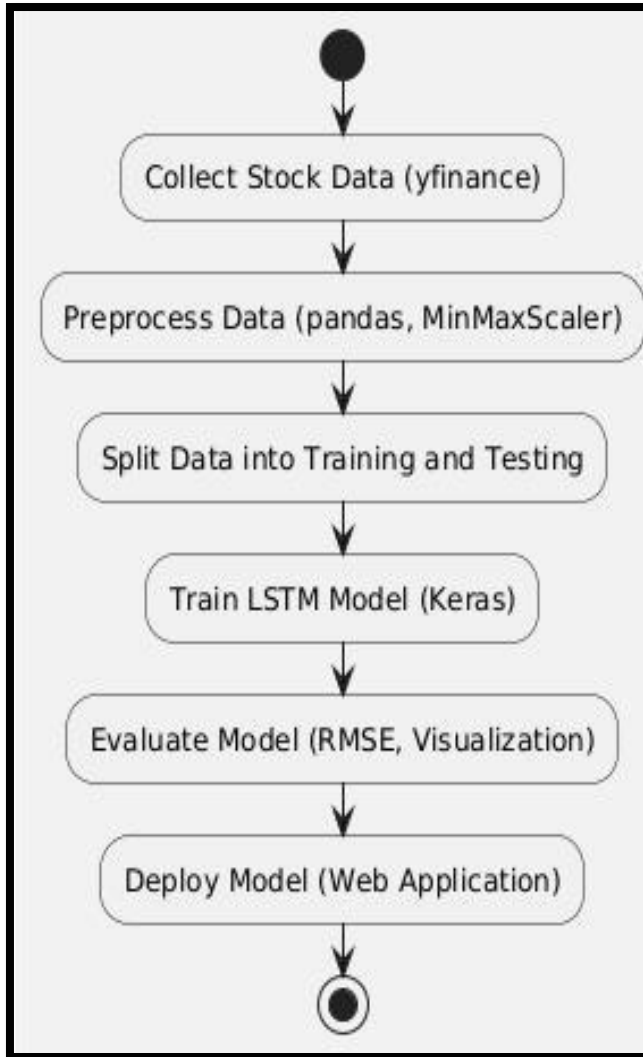 Collect Stock Data (yfinance)
Preprocess Data (pandas, MinMaxScaler)
Split Data into Training and Testing
Train LSTM Model (Keras)
Evaluate Model (RMSE, Visualization)
Deploy Model (Web Application)